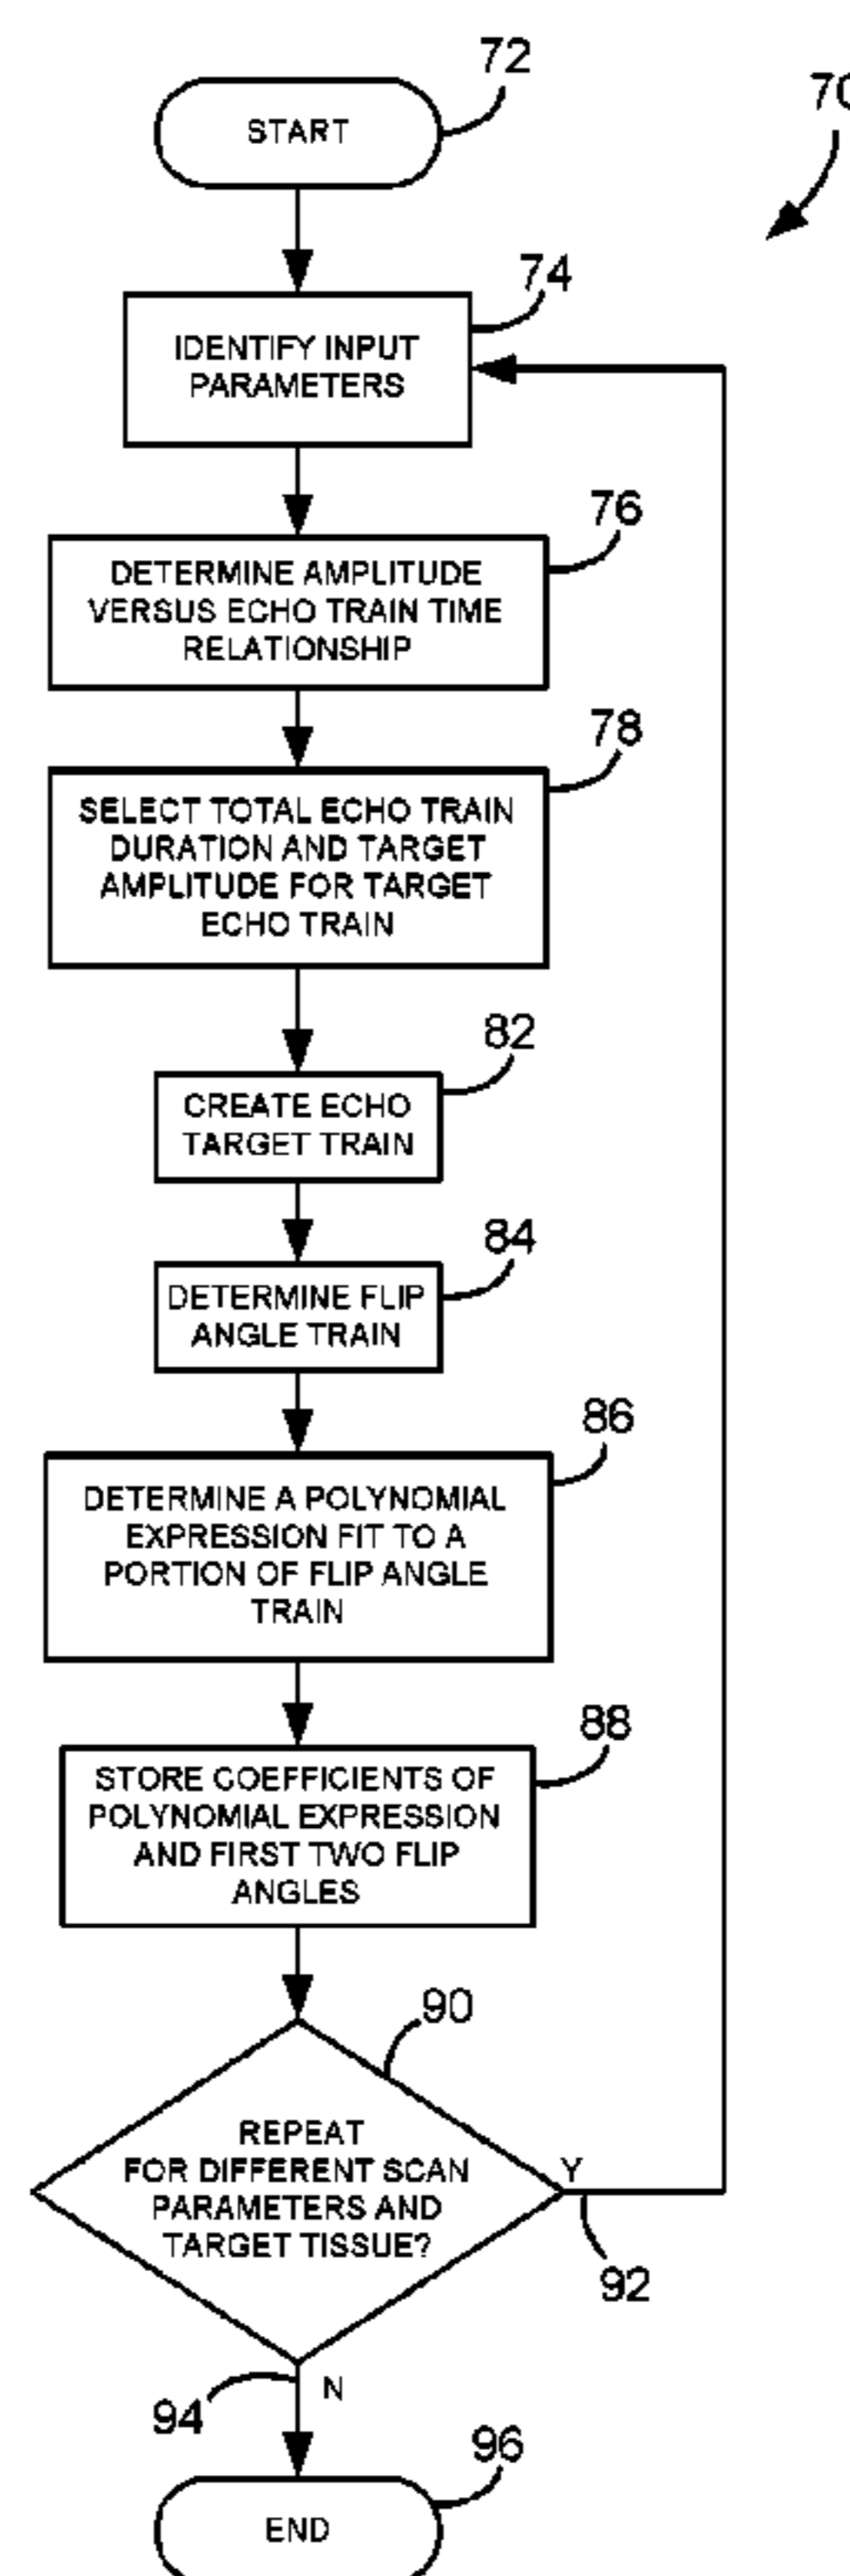 72
START
70
74
IDENTIFY INPUT
PARAMETERS
76
DETERMINE AMPLITUDE
VERSUS ECHO TRAIN TIME
RELATIONSHIP
78
SELECT TOTAL ECHO TRAIN
DURATION AND TARGET
AMPLITUDE FOR TARGET
ECHO TRAIN
82
CREATE ECHO
TARGET TRAIN
84
DETERMINE FLIP
ANGLE TRAIN
86
DETERMINE A POLYNOMIAL
EXPRESSION FIT TO A
PORTION OF FLIP ANGLE
TRAIN
88
STORE COEFFICIENTS OF
POLYNOMIAL EXPRESSION
AND FIRST TWO FLIP
ANGLES
90
REPEAT
FOR DIFFERENT SCAN
PARAMETERS AND
TARGET TISSUE?
Y
92
N
94
96
END